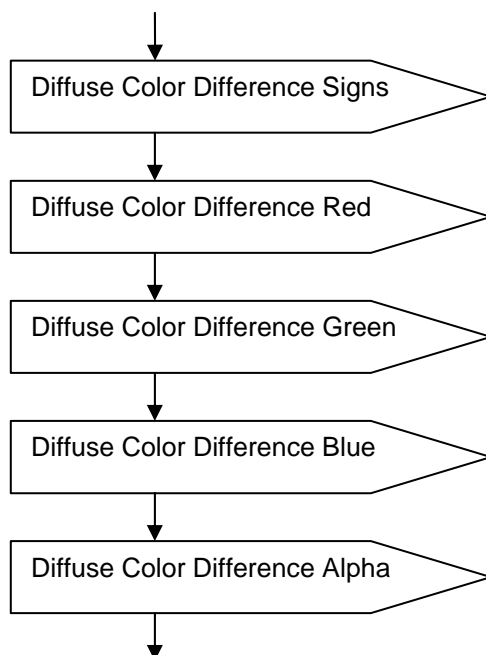 Diffuse Color Difference Signs
Diffuse Color Difference Red
Diffuse Color Difference Green
Diffuse Color Difference Blue
Diffuse Color Difference Alpha